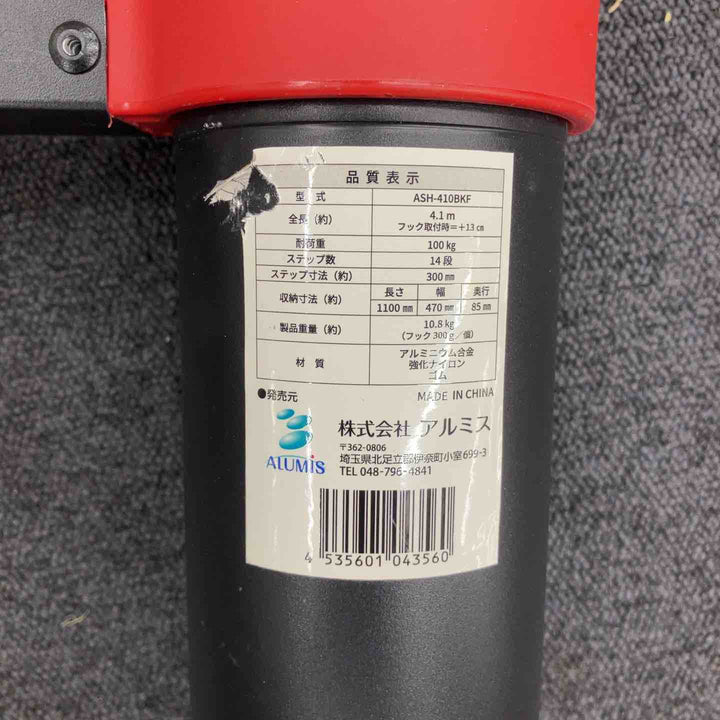 品質表示
型式 ASH-410BKF
全長（約） 4.1m
フック取付時＝＋13㎝
耐荷重 100kg
ステップ数 14段
ステップ寸法（約） 300㎜
収納寸法（約） 長さ 幅 奥行
1100㎜ 470㎜ 85㎜
製品重量（約） 10.8kg
（フック300g／個）
材質 アルミニウム合金
強化ナイロン
ゴム
●発売元 MADE IN CHINA
ALUMiS
株式会社 アルミス
〒362-0806
埼玉県北足立郡伊奈町小室699-3
TEL 048-796-4841
4 535601 043560